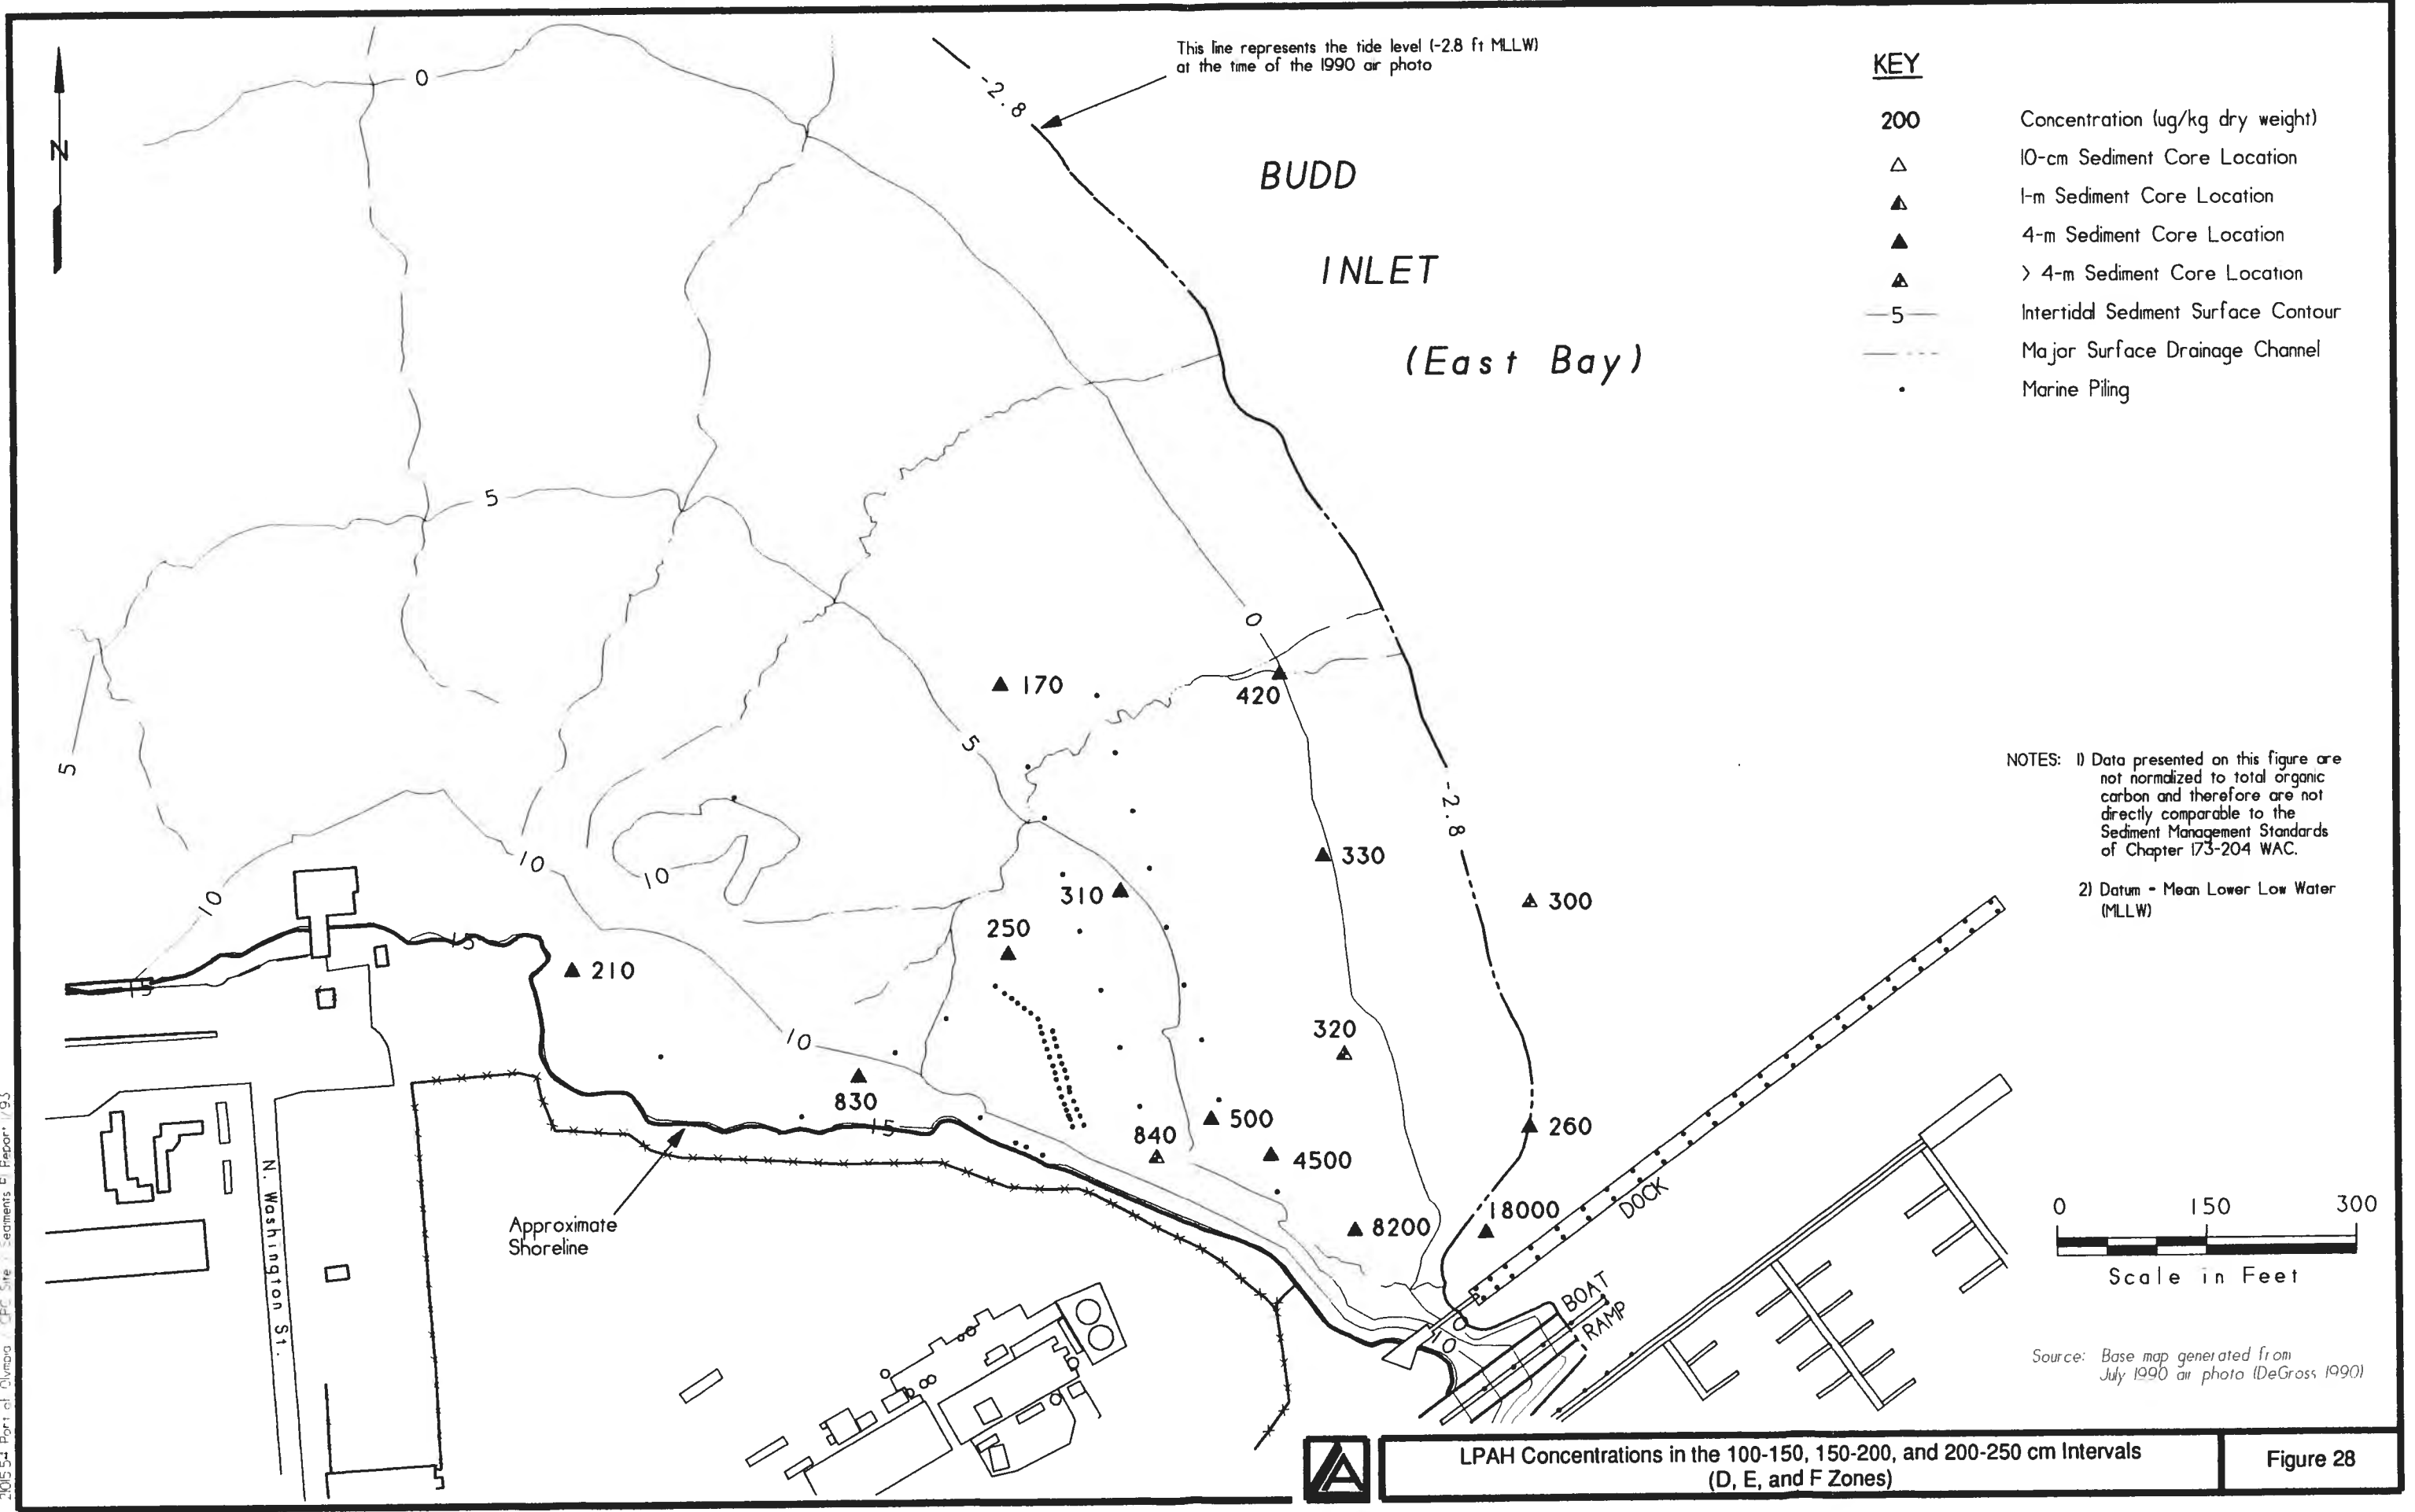 This line represents the tide level (-2.8 ft MLLW)
at the time of the 1990 air photo
-2.8
0
N
BUDD
INLET
(East Bay)
KEY
200 Concentration (ug/kg dry weight)
10-cm Sediment Core Location
1-m Sediment Core Location
4-m Sediment Core Location
> 4-m Sediment Core Location
5 Intertidal Sediment Surface Contour
Major Surface Drainage Channel
Marine Piling
5
0
170
420
5
5
-2.8
330
10
10
10
310
300
250
15
210
15
320
10
830
15
840
500
260
4500
18000
8200
DOCK
Approximate
Shoreline
N. Washington St.
BOAT
RAMP
0
10
NOTES: 1) Data presented on this figure are
not normalized to total organic
carbon and therefore are not
directly comparable to the
Sediment Management Standards
of Chapter 173-204 WAC.
2) Datum - Mean Lower Low Water
(MLLW)
0 150 300
Scale in Feet
Source: Base map generated from
July 1990 air photo (DeGross 1990)
LPAH Concentrations in the 100-150, 150-200, and 200-250 cm Intervals
(D, E, and F Zones)
Figure 28
Port of Olympia / CPC Site / Sediments